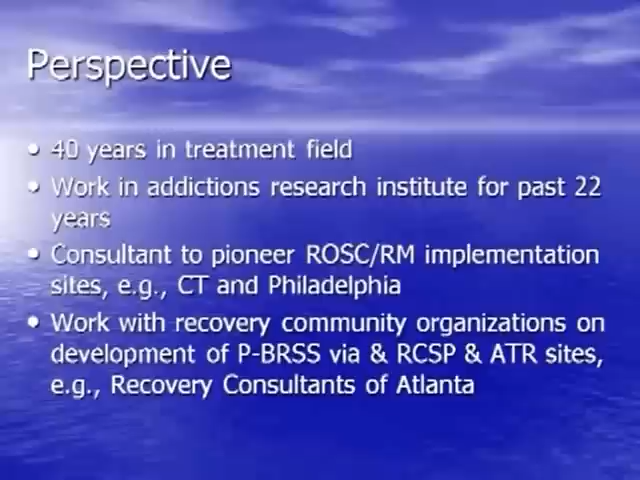 Perspective
• 40 years in treatment field
• Work in addictions research institute for past 22
years
• Consultant to pioneer ROSC/RM implementation
sites, e.g., CT and Philadelphia
• Work with recovery community organizations on
development of P-BRSS via & RCSP & ATR sites,
e.g., Recovery Consultants of Atlanta